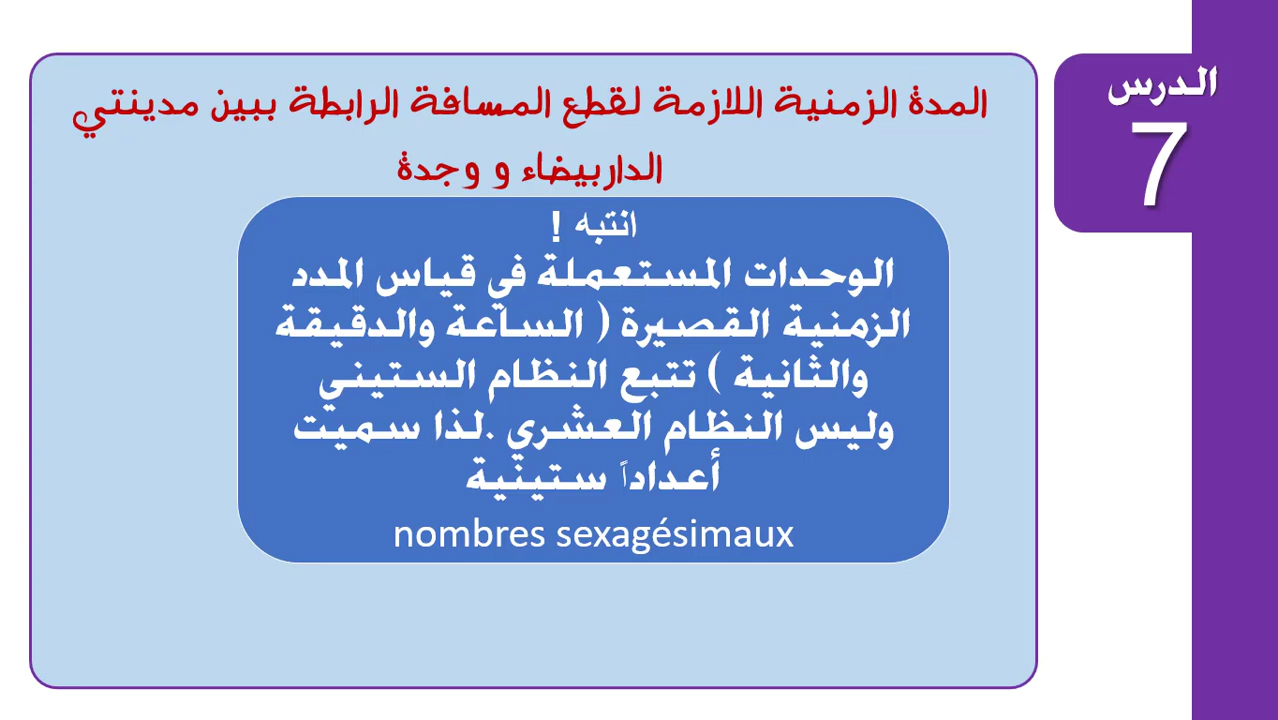 الدرس
7
المدة الزمنية اللازمة لقطع المسافة الرابطة ببين مدينتي
الداربيضاء و وجدة
انتبه !
الوحدات المستعملة في قياس المدد
الزمنية القصيرة ( الساعة والدقيقة
والثانية ) تتبع النظام الستيني
وليس النظام العشري .لذا سميت
أعداداً ستينية
nombres sexagésimaux